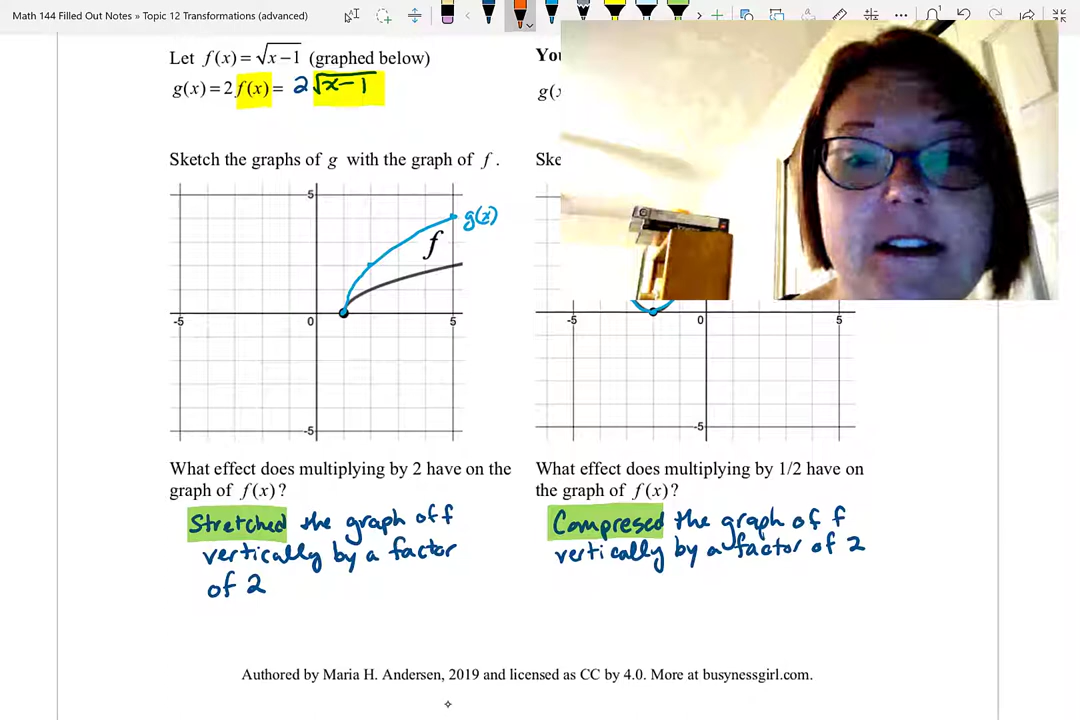 Math 144 Filled Out Notes » Topic 12 Transformations (advanced)
Let f(x) = √x−1 (graphed below)
g(x) = 2 f(x) = 2 √x−1
Sketch the graphs of g with the graph of f .
5
g(x)
f
-5 0 5
-5
What effect does multiplying by 2 have on the
graph of f(x)?
Stretched the graph of f
vertically by a factor
of 2
You
g(x
Ske
-5 0 5
-5
What effect does multiplying by 1/2 have on
the graph of f(x)?
Compresed the graph of f
vertically by a factor of 2
Authored by Maria H. Andersen, 2019 and licensed as CC by 4.0. More at busynessgirl.com.